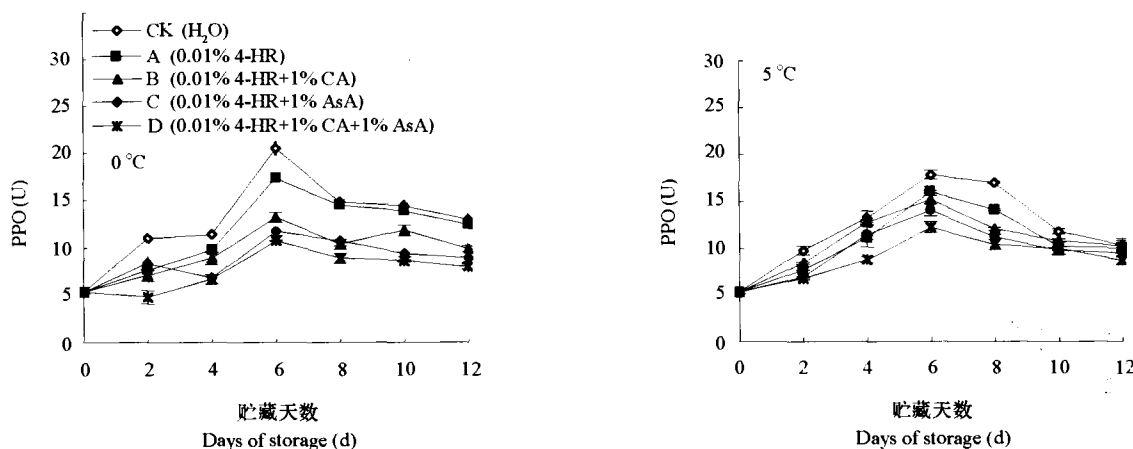 CK (H₂O)
A (0.01% 4-HR)
B (0.01% 4-HR+1% CA)
C (0.01% 4-HR+1% AsA)
D (0.01% 4-HR+1% CA+1% AsA)
0 °C
PPO (U)
30
25
20
15
10
5
0
0 2 4 6 8 10 12
贮藏天数
Days of storage (d)
5 °C
PPO (U)
30
25
20
15
10
5
0
0 2 4 6 8 10 12
贮藏天数
Days of storage (d)